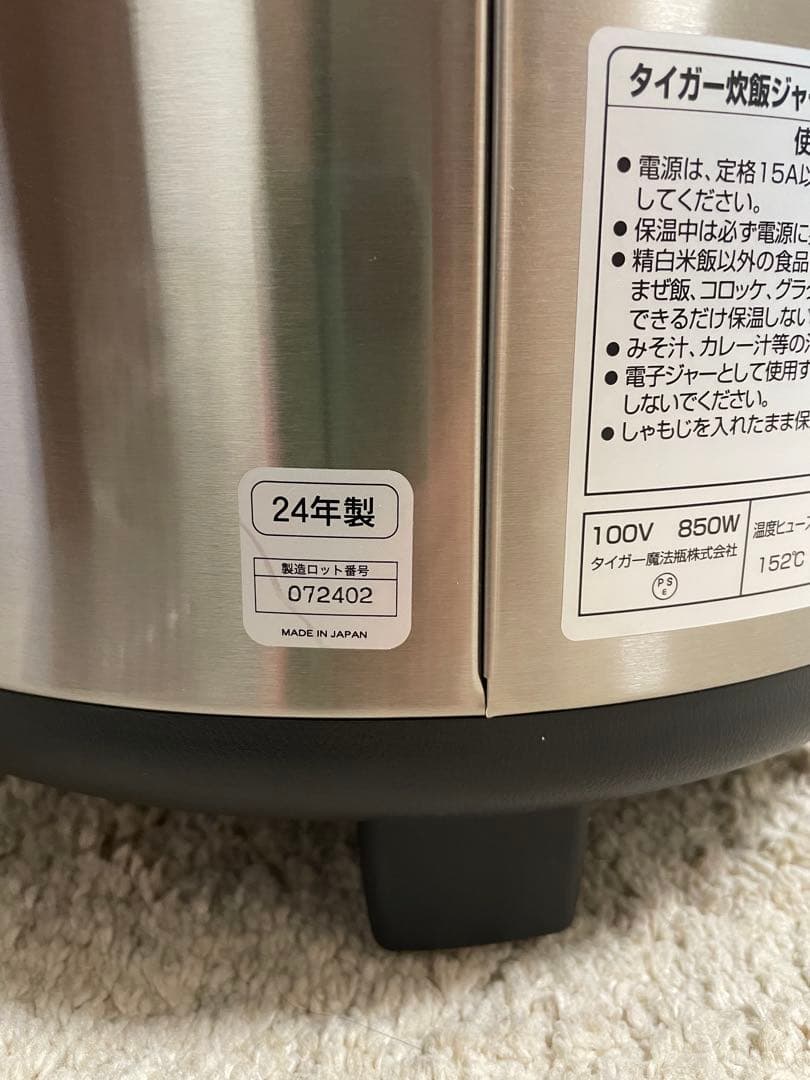 24年製
製造ロット番号
072402
MADE IN JAPAN
タイガー炊飯ジャ
使
●電源は、定格15A以
してください。
●保温中は必ず電源に
●精白米飯以外の食品
まぜ飯、コロッケ、グラ
できるだけ保温しない
●みそ汁、カレー汁等の
●電子ジャーとして使用す
しないでください。
●しゃもじを入れたまま保
100V 850W
タイガー魔法瓶株式会社
PS
E
温度ヒュース
152℃